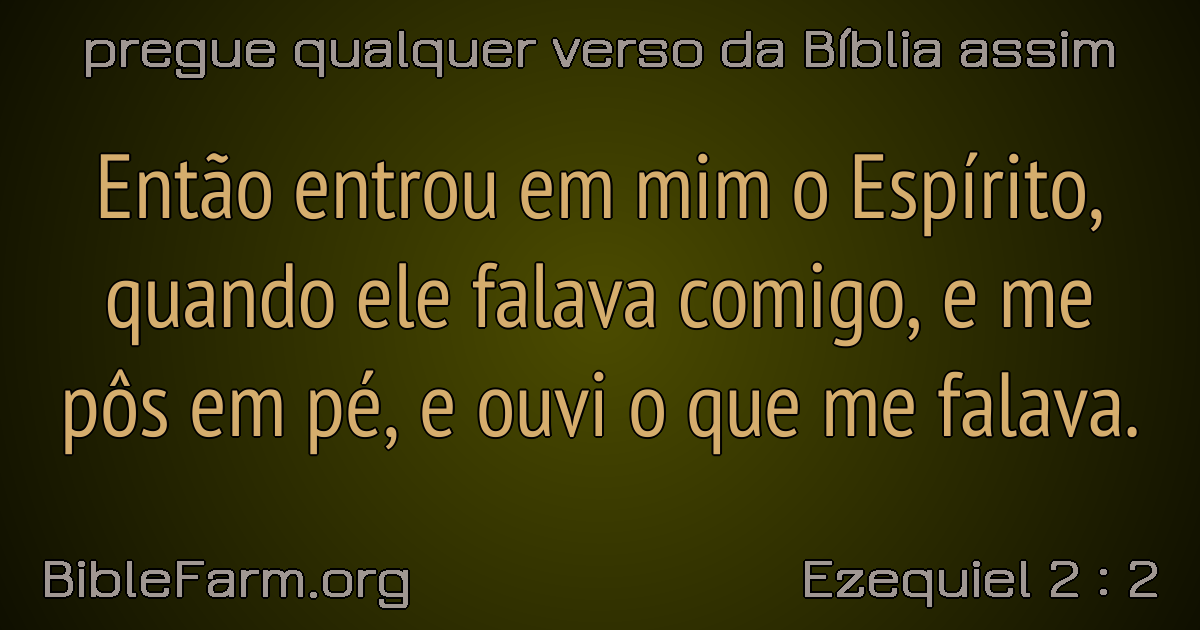 pregue qualquer verso da Bíblia assim
Então entrou em mim o Espírito,
quando ele falava comigo, e me
pôs em pé, e ouvi o que me falava.
BibleFarm.org
Ezequiel 2 : 2